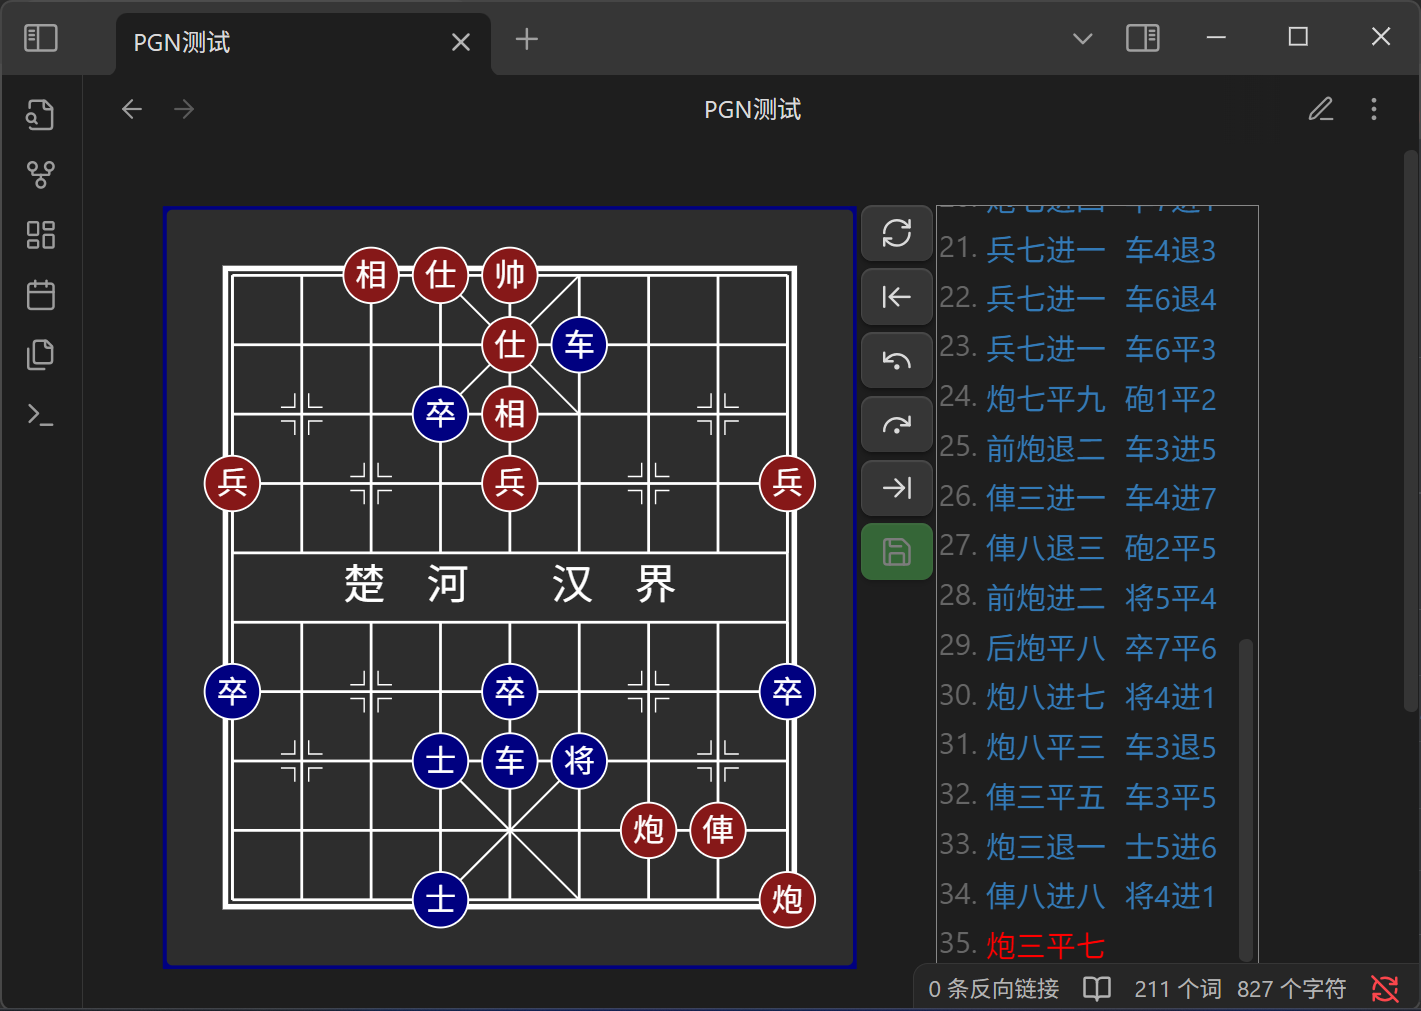 PGN测试
PGN测试
相 仕 帅
仕 车
卒 相
兵 兵 兵
楚 河 汉 界
卒 卒 卒
士 车 将
炮 俥
士 炮
21. 兵七进一 车4退3
22. 兵七进一 车6退4
23. 兵七进一 车6平3
24. 炮七平九 砲1平2
25. 前炮退二 车3进5
26. 俥三进一 车4进7
27. 俥八退三 砲2平5
28. 前炮进二 将5平4
29. 后炮平八 卒7平6
30. 炮八进七 将4进1
31. 炮八平三 车3退5
32. 俥三平五 车3平5
33. 炮三退一 士5进6
34. 俥八进八 将4进1
35. 炮三平七
0 条反向链接 211 个词 827 个字符